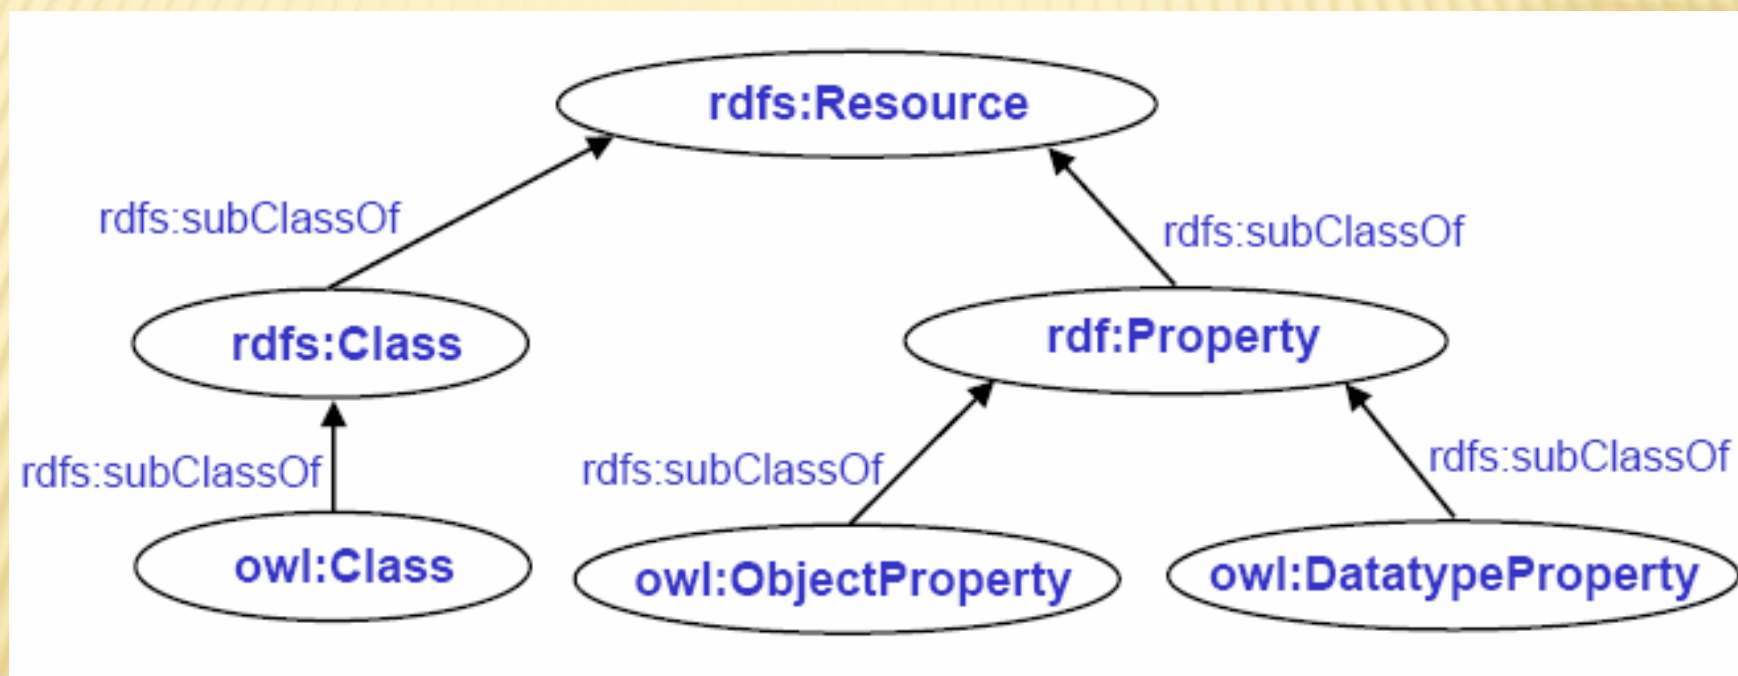 rdfs:Resource
rdfs:subClassOf
rdfs:subClassOf
rdfs:Class
rdf:Property
rdfs:subClassOf
rdfs:subClassOf
rdfs:subClassOf
owl:Class
owl:ObjectProperty
owl:DatatypeProperty